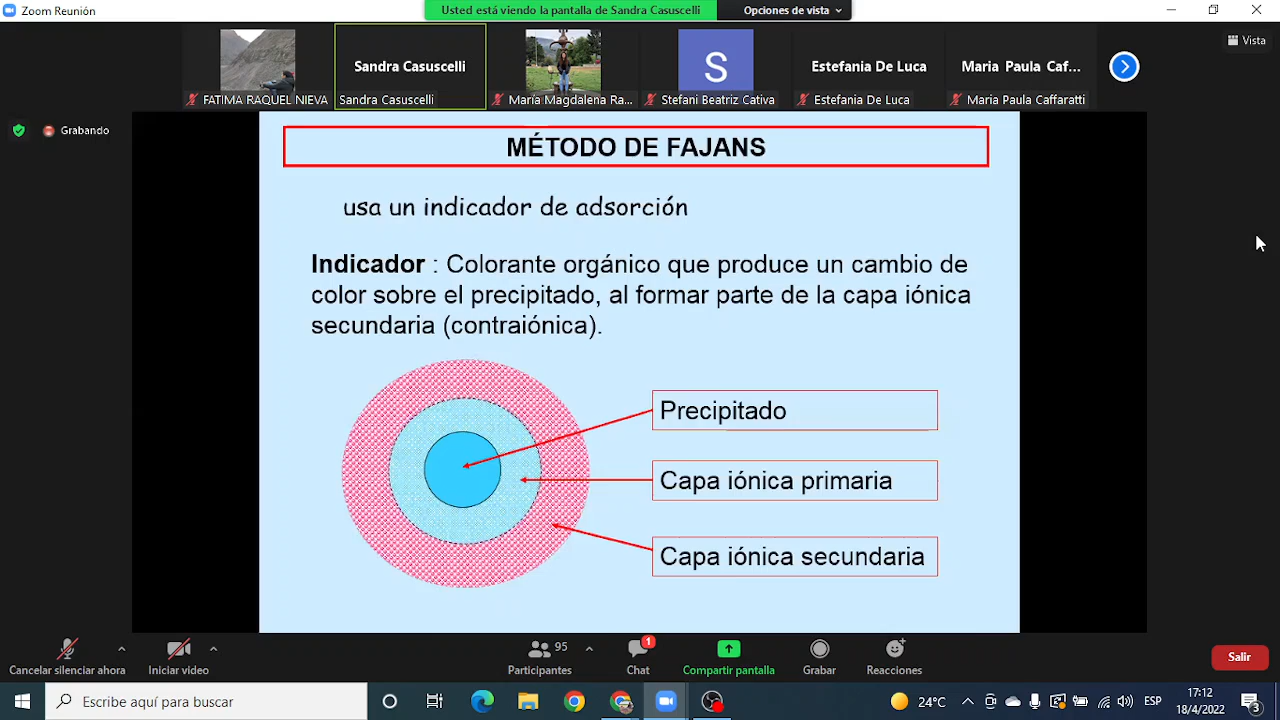 Zoom Reunión
Usted está viendo la pantalla de Sandra Casuscelli
Opciones de vista
Vista
Sandra Casuscelli
S
Estefania De Luca
Maria Paula Caf...
FATIMA RAQUEL NIEVA
Sandra Casuscelli
María Magdalena Ra...
Stefani Beatriz Cativa
Estefania De Luca
Maria Paula Caffaratti
Grabando
MÉTODO DE FAJANS
usa un indicador de adsorción
Indicador : Colorante orgánico que produce un cambio de
color sobre el precipitado, al formar parte de la capa iónica
secundaria (contraiónica).
Precipitado
Capa iónica primaria
Capa iónica secundaria
95
1
Cancelar silenciar ahora
Iniciar video
Participantes
Chat
Compartir pantalla
Grabar
Reacciones
Salir
Escribe aquí para buscar
24°C
ESP
17:12
18/4/2022
3